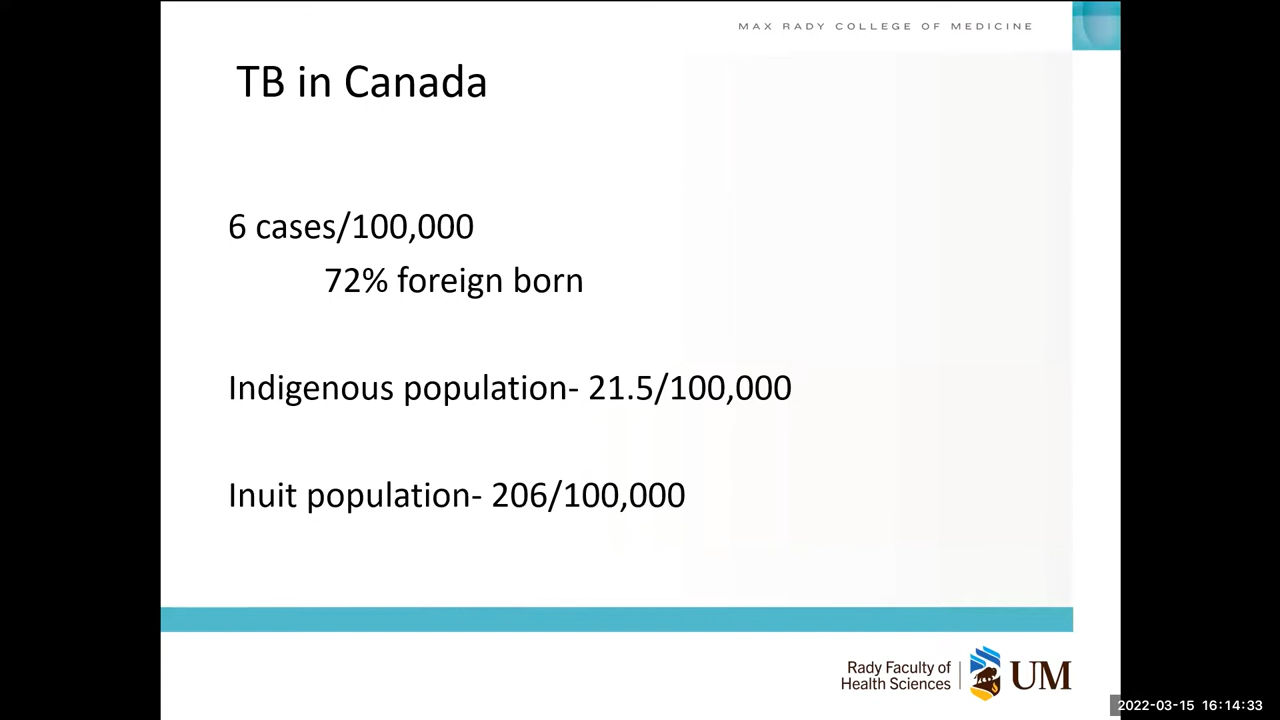 MAX RADY COLLEGE OF MEDICINE
TB in Canada
6 cases/100,000
72% foreign born
Indigenous population- 21.5/100,000
Inuit population- 206/100,000
Rady Faculty of
Health Sciences
UM
2022-03-15 16:14:33